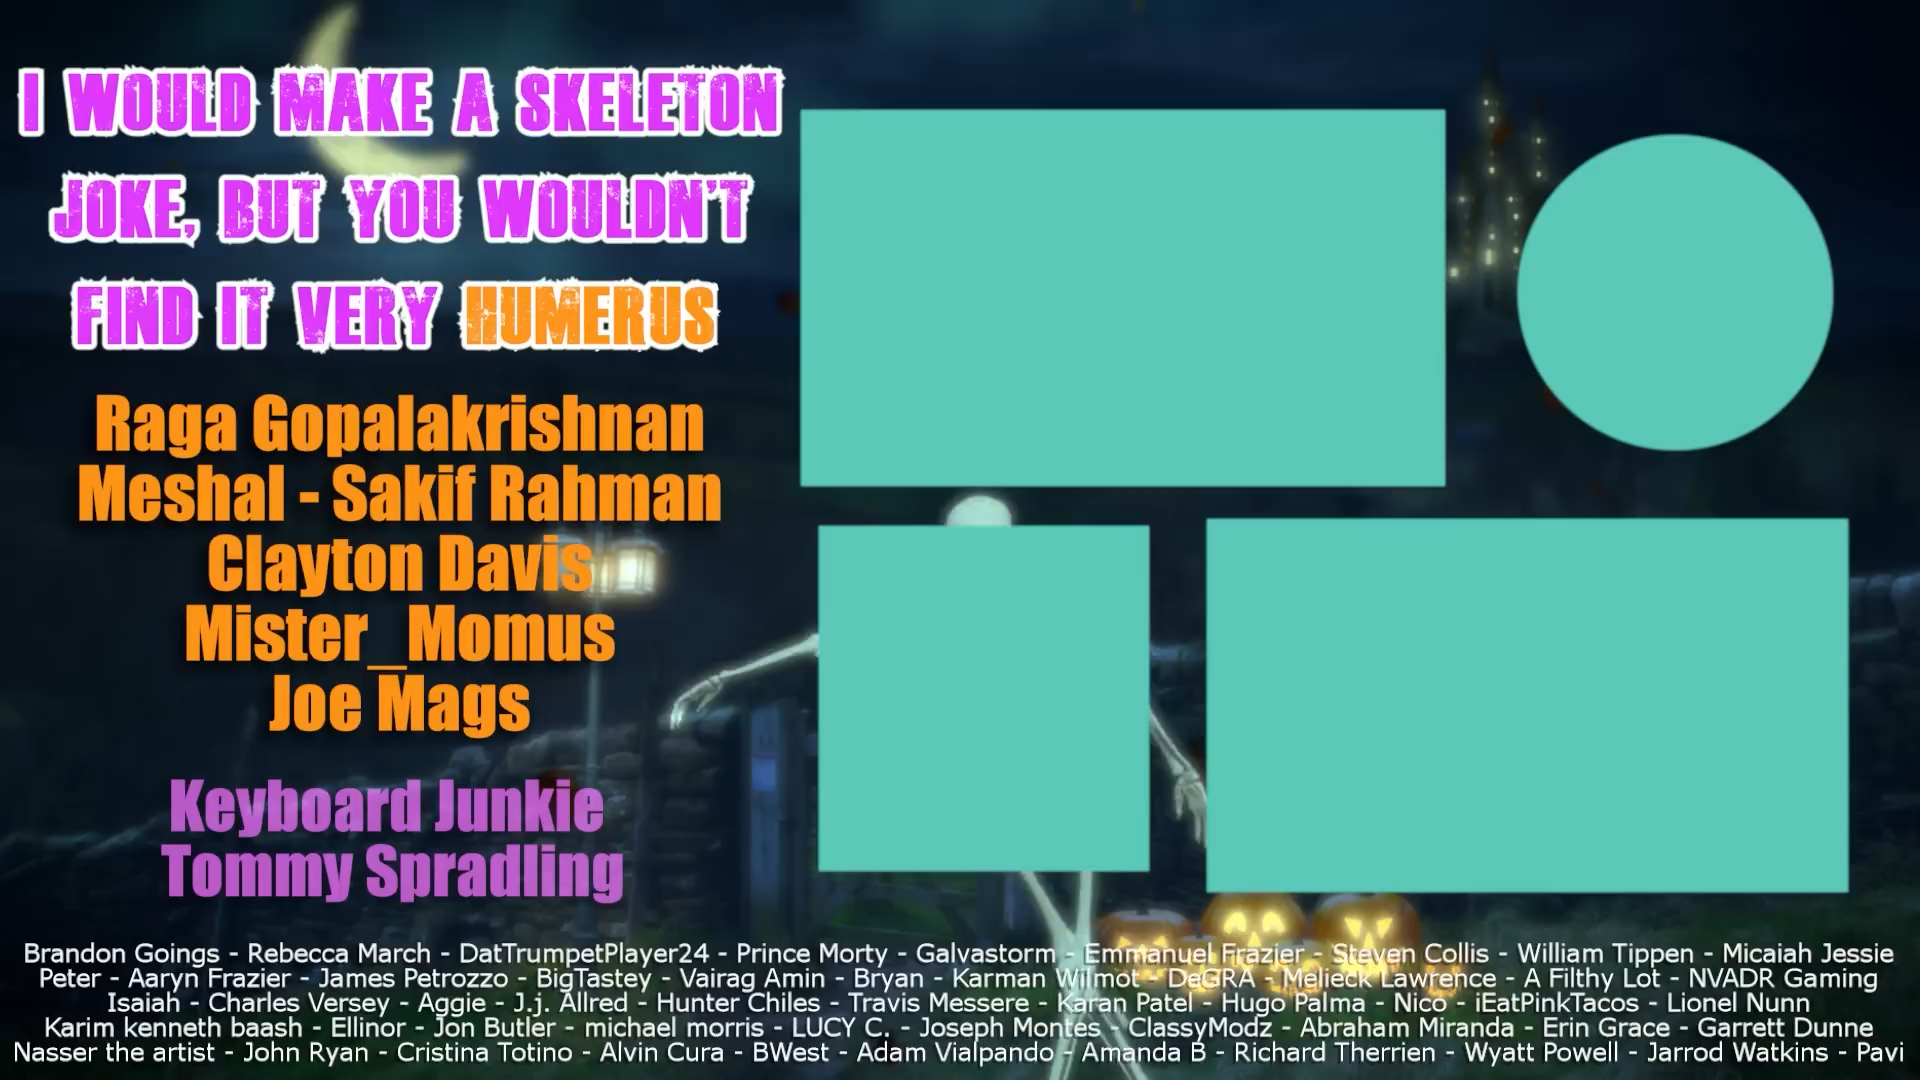 I WOULD MAKE A SKELETON
JOKE, BUT YOU WOULDN'T
FIND IT VERY HUMERUS
Raga Gopalakrishnan
Meshal - Sakif Rahman
Clayton Davis
Mister_Momus
Joe Mags
Keyboard Junkie
Tommy Spradling
Brandon Goings - Rebecca March - DatTrumpetPlayer24 - Prince Morty - Galvastorm - Emmanuel Frazier - Steven Collis - William Tippen - Micaiah Jessie
Peter - Aaryn Frazier - James Petrozzo - BigTastey - Vairag Amin - Bryan - Karman Wilmot - DeGRA - Melieck Lawrence - A Filthy Lot - NVADR Gaming
Isaiah - Charles Versey - Aggie - J.j. Allred - Hunter Chiles - Travis Messere - Karan Patel - Hugo Palma - Nico - iEatPinkTacos - Lionel Nunn
Karim kenneth baash - Ellinor - Jon Butler - michael morris - LUCY C. - Joseph Montes - ClassyModz - Abraham Miranda - Erin Grace - Garrett Dunne
Nasser the artist - John Ryan - Cristina Totino - Alvin Cura - BWest - Adam Vialpando - Amanda B - Richard Therrien - Wyatt Powell - Jarrod Watkins - Pavi